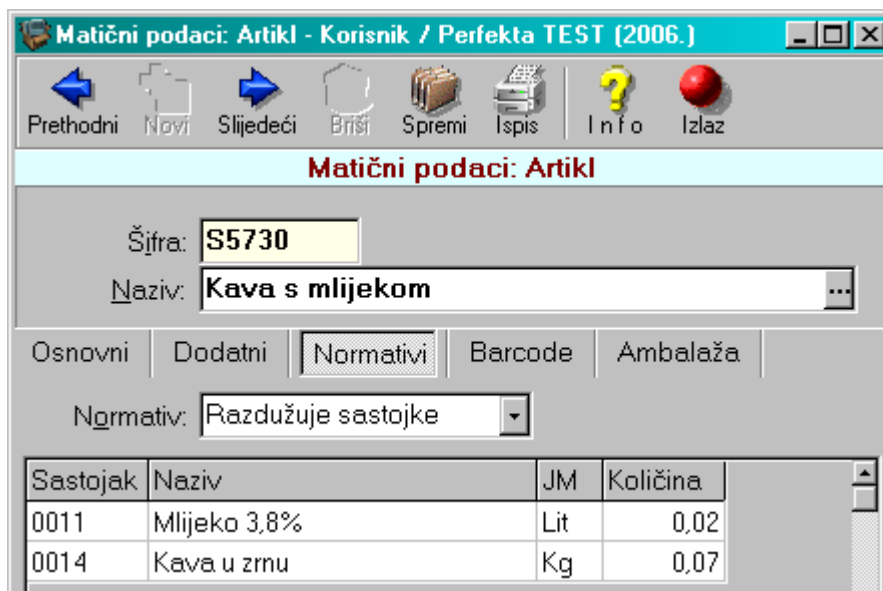 Matični podaci: Artikl - Korisnik / Perfekta TEST (2006.)
Prethodni Novi Slijedeći Briši Spremi Ispis Info Izlaz
Matični podaci: Artikl
Šifra: S5730
Naziv: Kava s mlijekom ...
Osnovni Dodatni Normativi Barcode Ambalaža
Normativ: Razdužuje sastojke
Sastojak Naziv JM Količina
0011 Mlijeko 3,8% Lit 0,02
0014 Kava u zrnu Kg 0,07